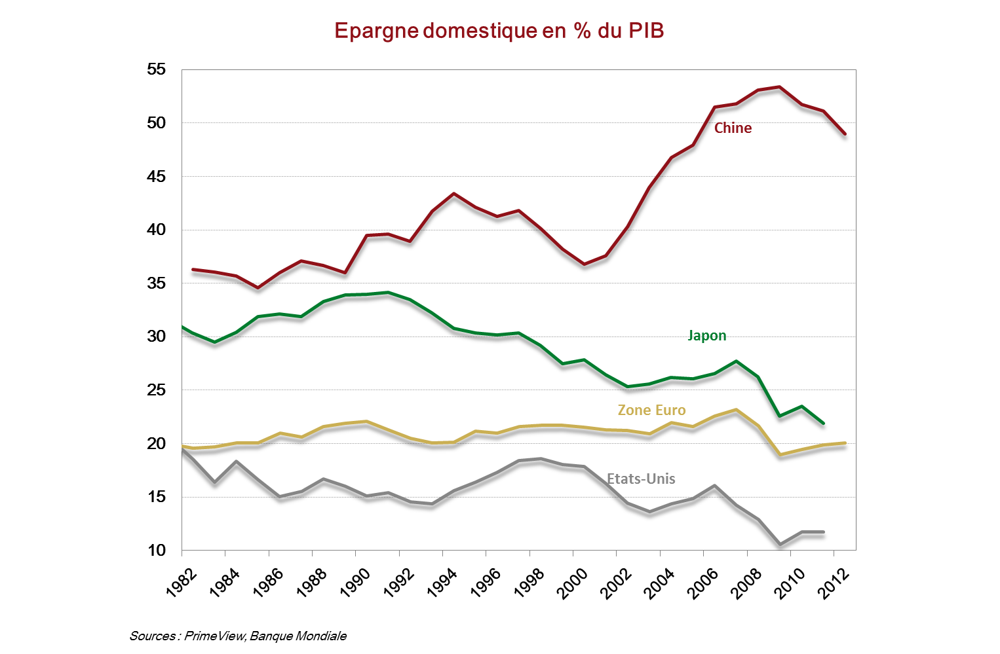 Epargne domestique en % du PIB
55
50
45
40
35
30
25
20
15
10
Chine
Japon
Zone Euro
Etats-Unis
1982 1984 1986 1988 1990 1992 1994 1996 1998 2000 2002 2004 2006 2008 2010 2012
Sources : PrimeView, Banque Mondiale